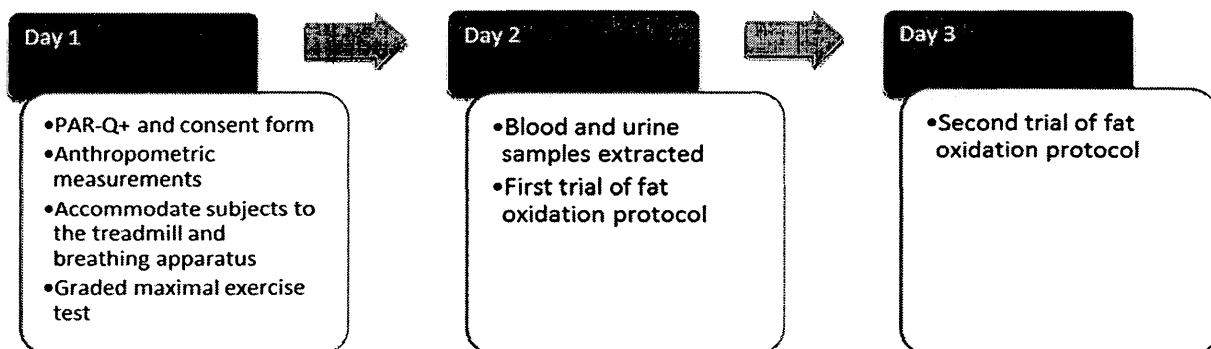 Day 1
•PAR-Q+ and consent form
•Anthropometric
measurements
•Accommodate subjects to
the treadmill and
breathing apparatus
•Graded maximal exercise
test
Day 2
•Blood and urine
samples extracted
•First trial of fat
oxidation protocol
Day 3
•Second trial of fat
oxidation protocol